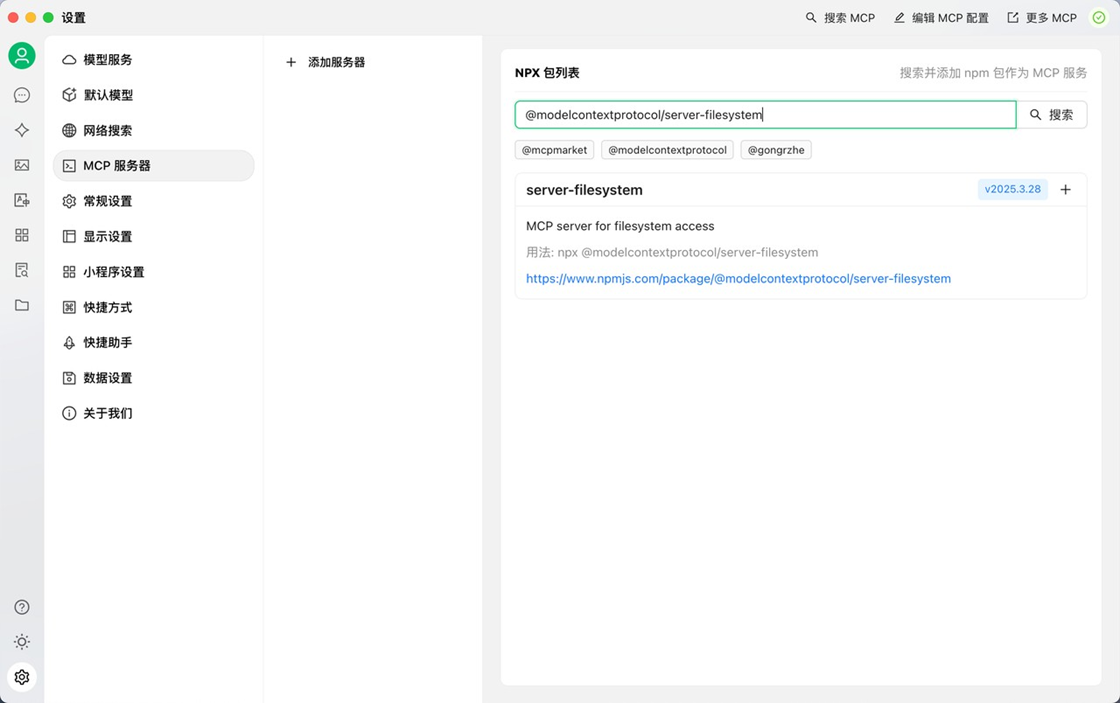 设置
搜索 MCP
编辑 MCP 配置
更多 MCP
模型服务
默认模型
网络搜索
MCP 服务器
常规设置
显示设置
小程序设置
快捷方式
快捷助手
数据设置
关于我们
添加服务器
NPX 包列表
搜索并添加 npm 包作为 MCP 服务
@modelcontextprotocol/server-filesystem
搜索
@mcpmarket
@modelcontextprotocol
@gongrzhe
server-filesystem
v2025.3.28
MCP server for filesystem access
用法: npx @modelcontextprotocol/server-filesystem
https://www.npmjs.com/package/@modelcontextprotocol/server-filesystem